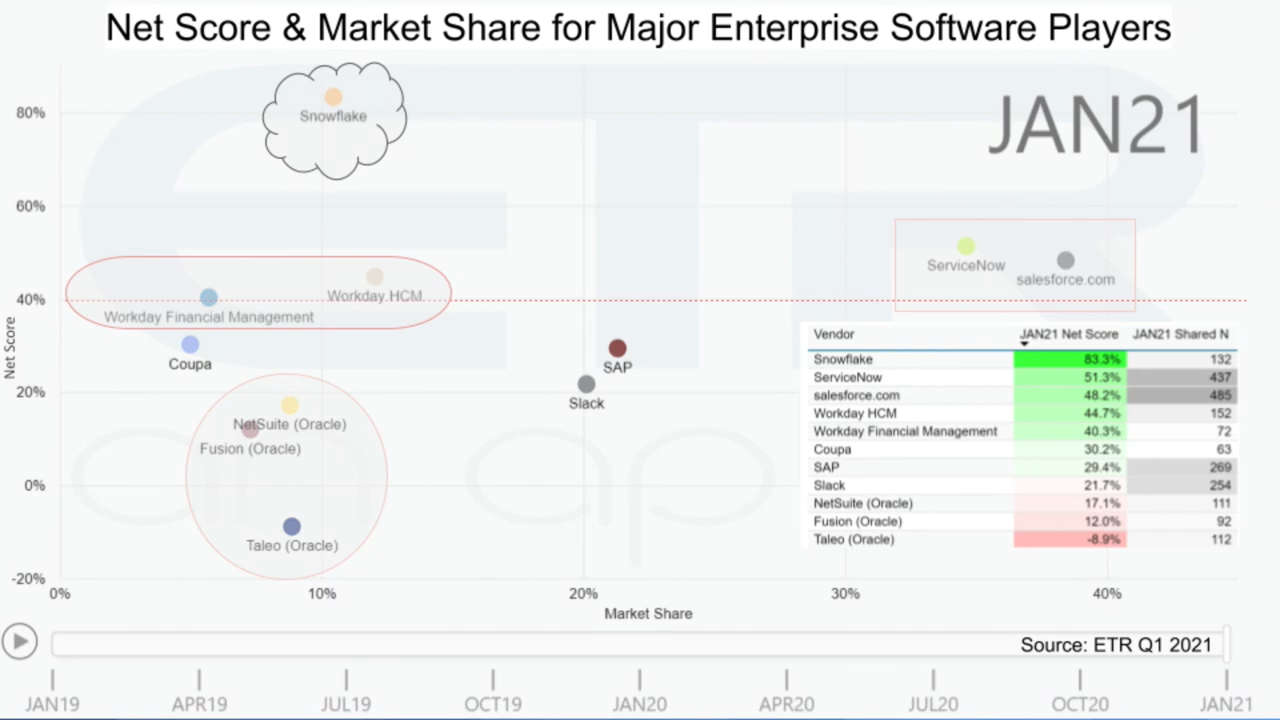 Net Score & Market Share for Major Enterprise Software Players
JAN21
80%
60%
40%
20%
0%
-20%
Net Score
Snowflake
ServiceNow
salesforce.com
Workday HCM
Workday Financial Management
Coupa
SAP
Slack
NetSuite (Oracle)
Fusion (Oracle)
Taleo (Oracle)
Vendor JAN21 Net Score JAN21 Shared N
Snowflake 83.3% 132
ServiceNow 51.3% 437
salesforce.com 48.2% 485
Workday HCM 44.7% 152
Workday Financial Management 40.3% 72
Coupa 30.2% 63
SAP 29.4% 269
Slack 21.7% 254
NetSuite (Oracle) 17.1% 111
Fusion (Oracle) 12.0% 92
Taleo (Oracle) -8.9% 112
0% 10% 20% 30% 40%
Market Share
Source: ETR Q1 2021
JAN19 APR19 JUL19 OCT19 JAN20 APR20 JUL20 OCT20 JAN21
ETR